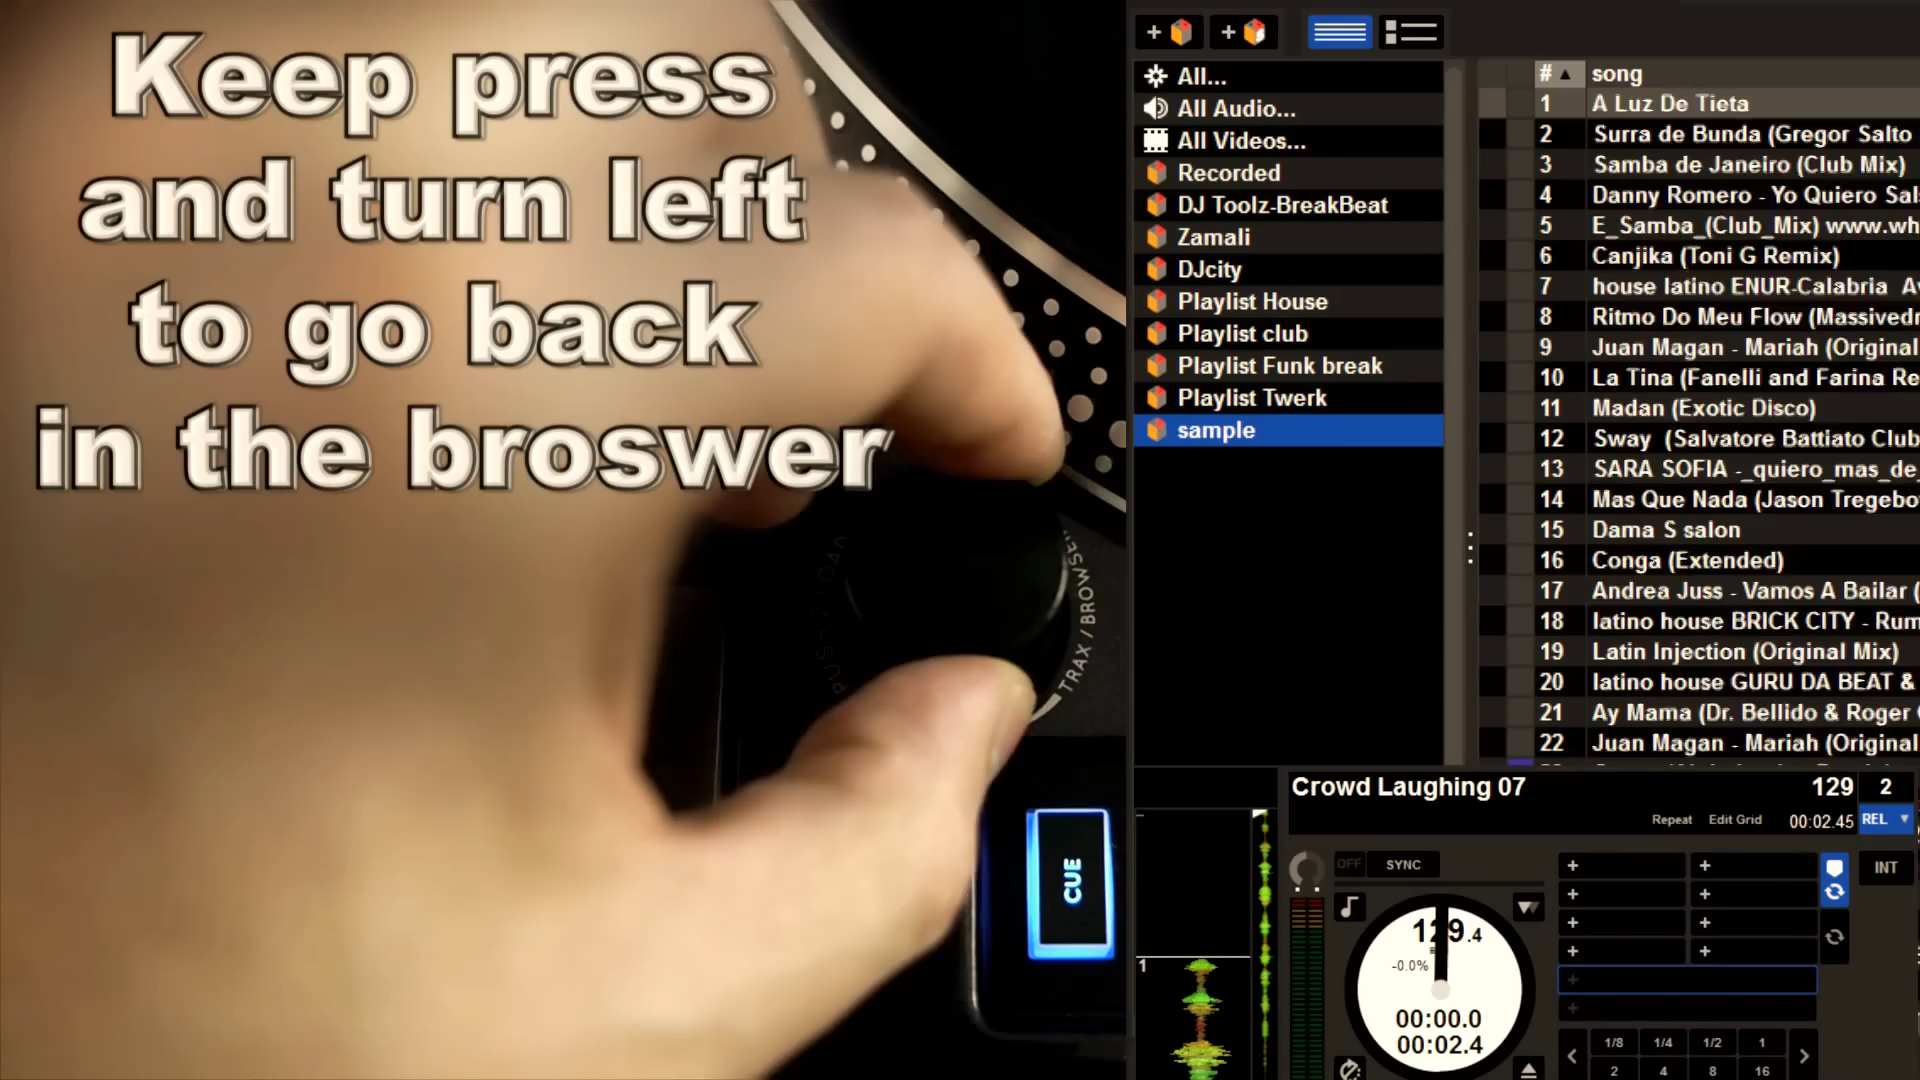 Keep press
and turn left
to go back
in the broswer
PUSH 2 LOAD
TRAX / BROWSE
CUE
All...
All Audio...
All Videos...
Recorded
DJ Toolz-BreakBeat
Zamali
DJcity
Playlist House
Playlist club
Playlist Funk break
Playlist Twerk
sample
# song
1 A Luz De Tieta
2 Surra de Bunda (Gregor Salto
3 Samba de Janeiro (Club Mix)
4 Danny Romero - Yo Quiero Sal
5 E_Samba_(Club_Mix) www.wh
6 Canjika (Toni G Remix)
7 house latino ENUR-Calabria Av
8 Ritmo Do Meu Flow (Massivedr
9 Juan Magan - Mariah (Original
10 La Tina (Fanelli and Farina Re
11 Madan (Exotic Disco)
12 Sway (Salvatore Battiato Club
13 SARA SOFIA -_quiero_mas_de_
14 Mas Que Nada (Jason Tregebov
15 Dama S salon
16 Conga (Extended)
17 Andrea Juss - Vamos A Bailar (
18 latino house BRICK CITY - Rum
19 Latin Injection (Original Mix)
20 latino house GURU DA BEAT &
21 Ay Mama (Dr. Bellido & Roger
22 Juan Magan - Mariah (Original
Crowd Laughing 07 129 2
Repeat Edit Grid 00:02.45 REL
OFF SYNC
INT
129.4
-0.0%
00:00.0
00:02.4
1
1/8 1/4 1/2 1
2 4 8 16